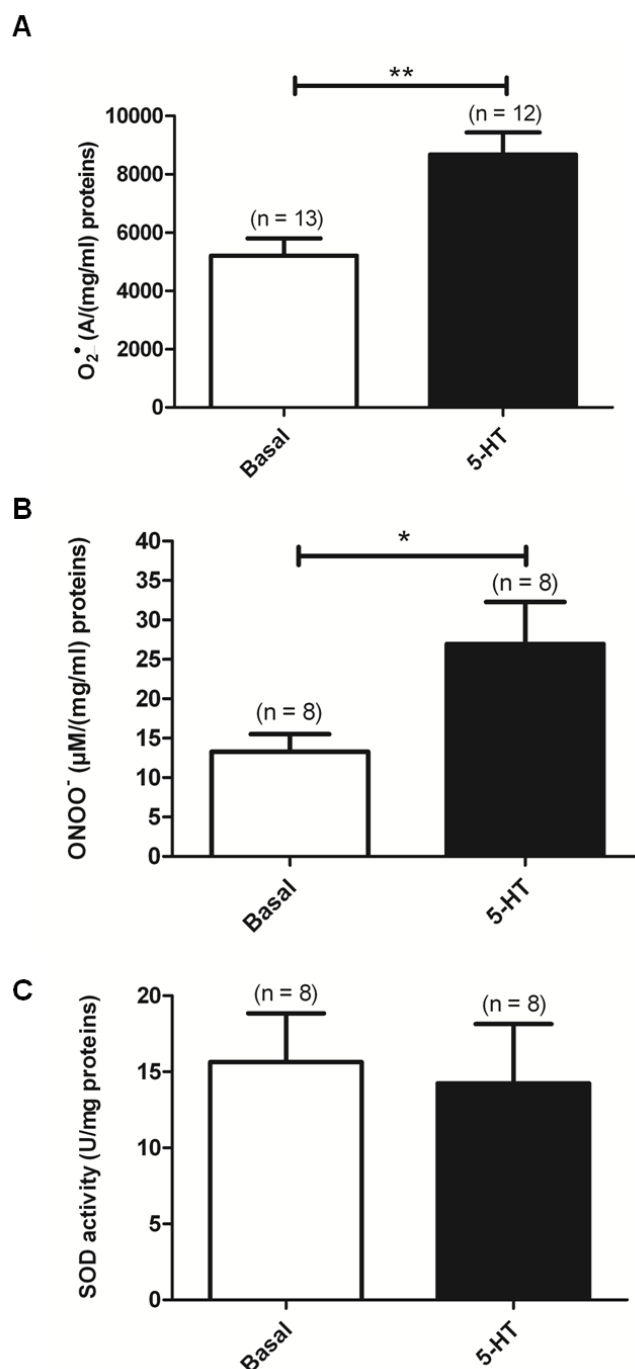 A
**
(n = 12)
(n = 13)
10000
8000
6000
4000
2000
0
O₂₋• (A/(mg/ml) proteins)
Basal
5-HT
B
*
(n = 8)
(n = 8)
40
35
30
25
20
15
10
5
0
ONOO⁻ (µM/(mg/ml) proteins)
Basal
5-HT
C
(n = 8)
(n = 8)
20
15
10
5
0
SOD activity (U/mg proteins)
Basal
5-HT